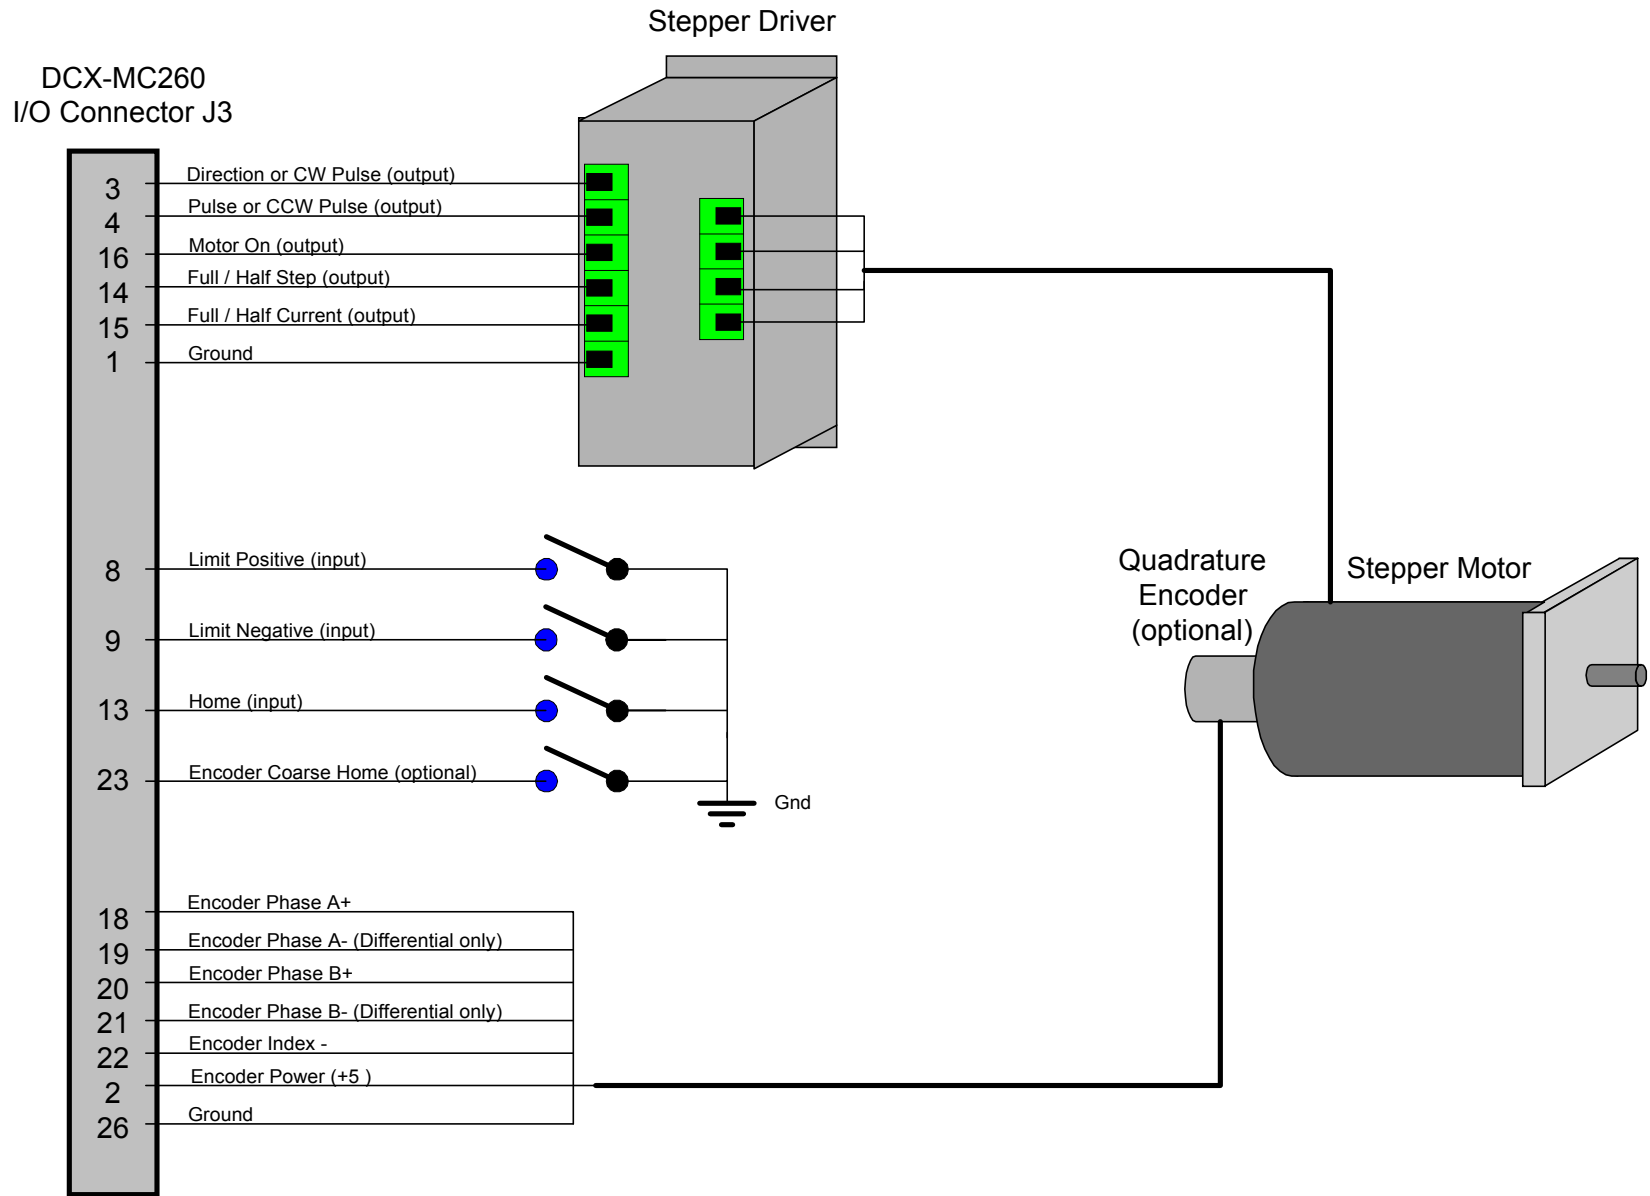 Stepper Driver
DCX-MC260
I/O Connector J3
3 Direction or CW Pulse (output)
4 Pulse or CCW Pulse (output)
16 Motor On (output)
14 Full / Half Step (output)
15 Full / Half Current (output)
1 Ground
8 Limit Positive (input)
9 Limit Negative (input)
13 Home (input)
23 Encoder Coarse Home (optional)
Gnd
Quadrature
Encoder
(optional)
Stepper Motor
18 Encoder Phase A+
19 Encoder Phase A- (Differential only)
20 Encoder Phase B+
21 Encoder Phase B- (Differential only)
22 Encoder Index -
2 Encoder Power (+5 )
26 Ground